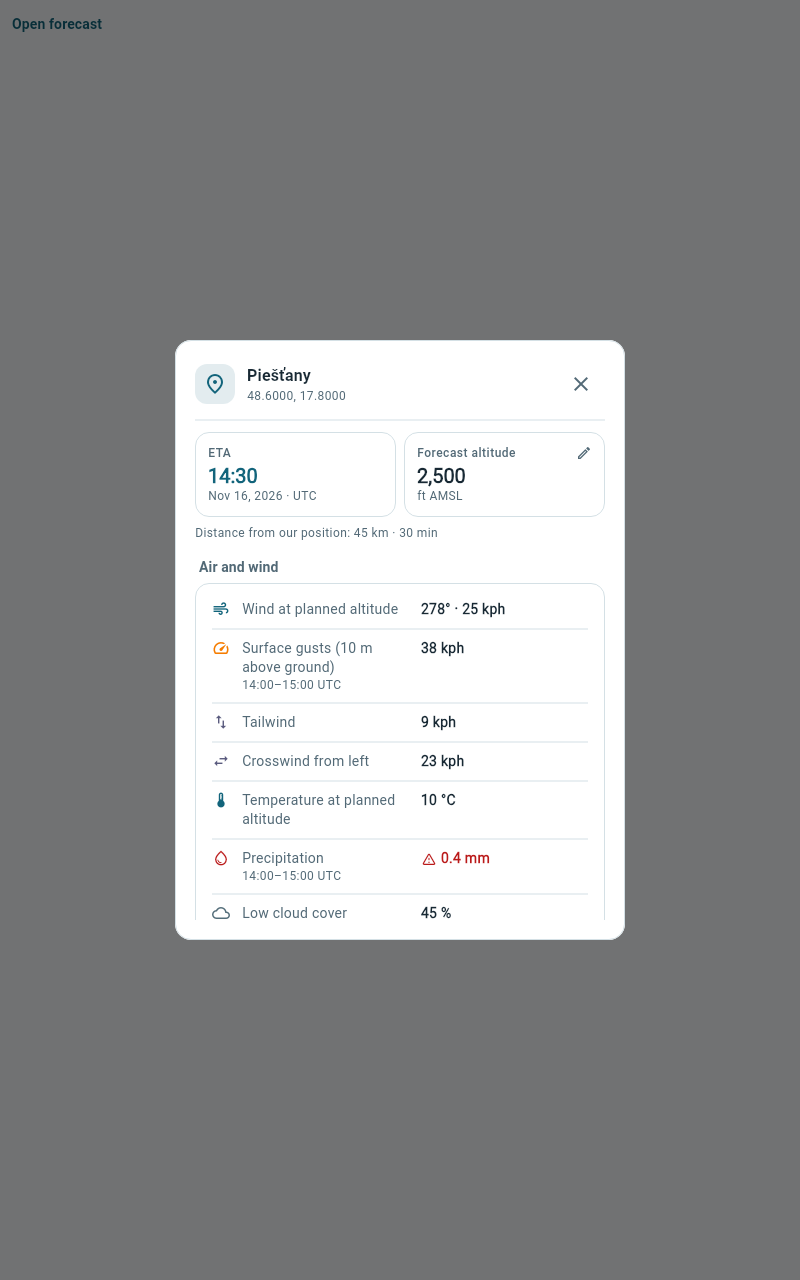 Open forecast
Piešťany
48.6000, 17.8000
ETA
14:30
Nov 16, 2026 · UTC
Forecast altitude
2,500
ft AMSL
Distance from our position: 45 km · 30 min
Air and wind
Wind at planned altitude 278° · 25 kph
Surface gusts (10 m 38 kph
above ground)
14:00–15:00 UTC
Tailwind 9 kph
Crosswind from left 23 kph
Temperature at planned 10 °C
altitude
Precipitation 0.4 mm
14:00–15:00 UTC
Low cloud cover 45 %